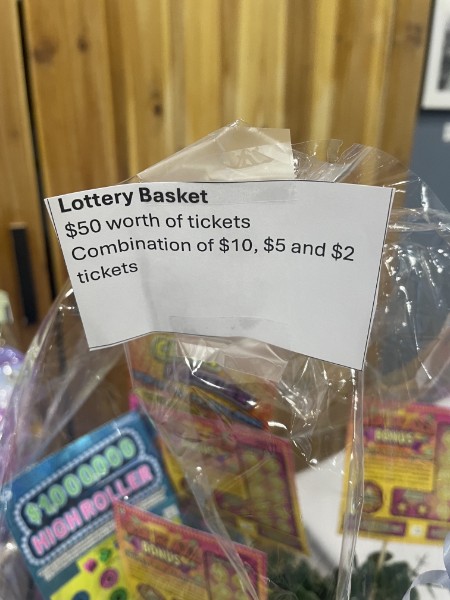 Lottery Basket
$50 worth of tickets
Combination of $10, $5 and $2
tickets
BONUS
$1,000,000
HIGH ROLLER
BONUS